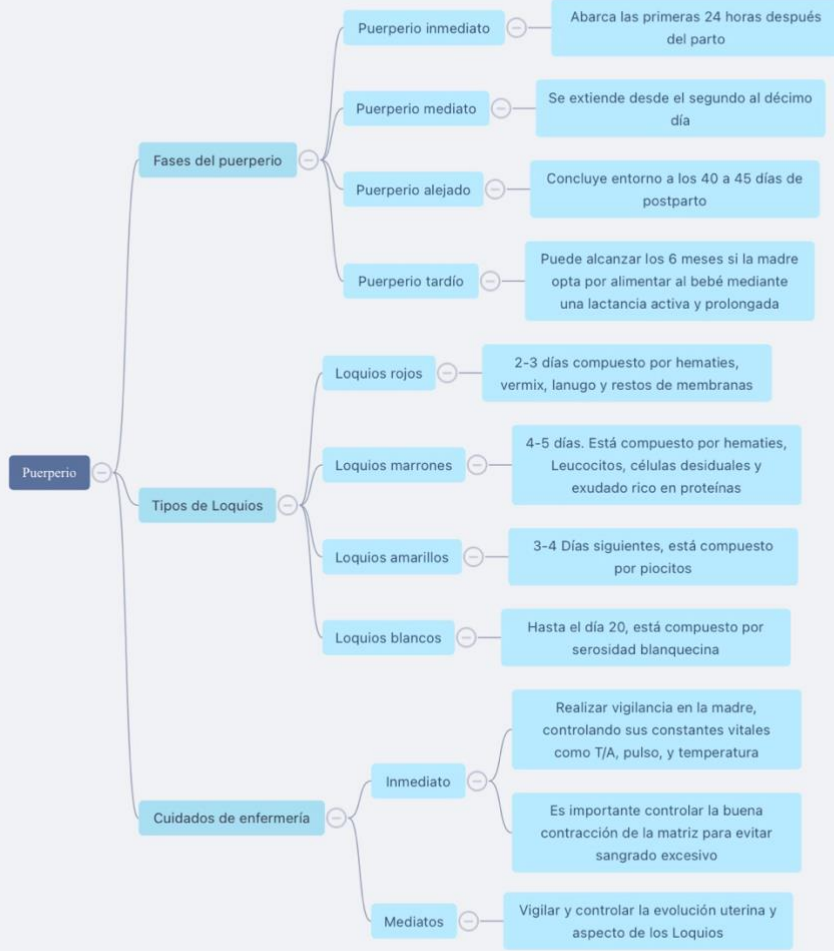 Puerperio
Fases del puerperio
Puerperio inmediato
Abarca las primeras 24 horas después
del parto
Puerperio mediato
Se extiende desde el segundo al décimo
día
Puerperio alejado
Concluye entorno a los 40 a 45 días de
postparto
Puerperio tardío
Puede alcanzar los 6 meses si la madre
opta por alimentar al bebé mediante
una lactancia activa y prolongada
Tipos de Loquios
Loquios rojos
2-3 días compuesto por hematies,
vermix, lanugo y restos de membranas
Loquios marrones
4-5 días. Está compuesto por hematies,
Leucocitos, células desiduales y
exudado rico en proteínas
Loquios amarillos
3-4 Días siguientes, está compuesto
por piocitos
Loquios blancos
Hasta el día 20, está compuesto por
serosidad blanquecina
Cuidados de enfermería
Inmediato
Realizar vigilancia en la madre,
controlando sus constantes vitales
como T/A, pulso, y temperatura
Es importante controlar la buena
contracción de la matriz para evitar
sangrado excesivo
Mediatos
Vigilar y controlar la evolución uterina y
aspecto de los Loquios